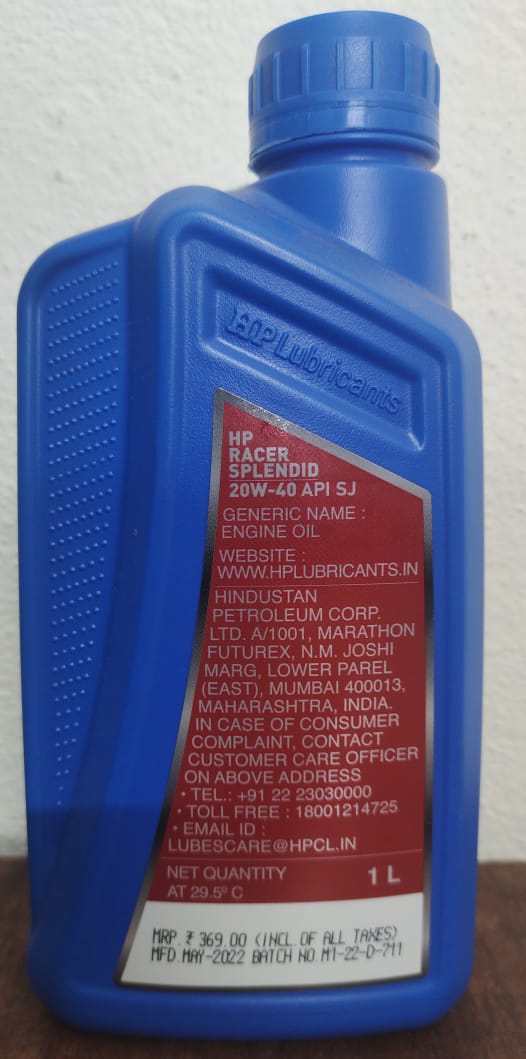 HP Lubricants
HP
RACER
SPLENDID
20W-40 API SJ
GENERIC NAME :
ENGINE OIL
WEBSITE :
WWW.HPLUBRICANTS.IN
HINDUSTAN
PETROLEUM CORP.
LTD. A/1001, MARATHON
FUTUREX, N.M. JOSHI
MARG, LOWER PAREL
(EAST), MUMBAI 400013,
MAHARASHTRA, INDIA.
IN CASE OF CONSUMER
COMPLAINT, CONTACT
CUSTOMER CARE OFFICER
ON ABOVE ADDRESS
• TEL.: +91 22 23030000
• TOLL FREE : 18001214725
• EMAIL ID :
LUBESCARE@HPCL.IN
NET QUANTITY 1 L
AT 29.5º C
MRP. ₹ 369.00 (INCL. OF ALL TAXES)
MFD. MAY-2022 BATCH NO. M1-22-D-711